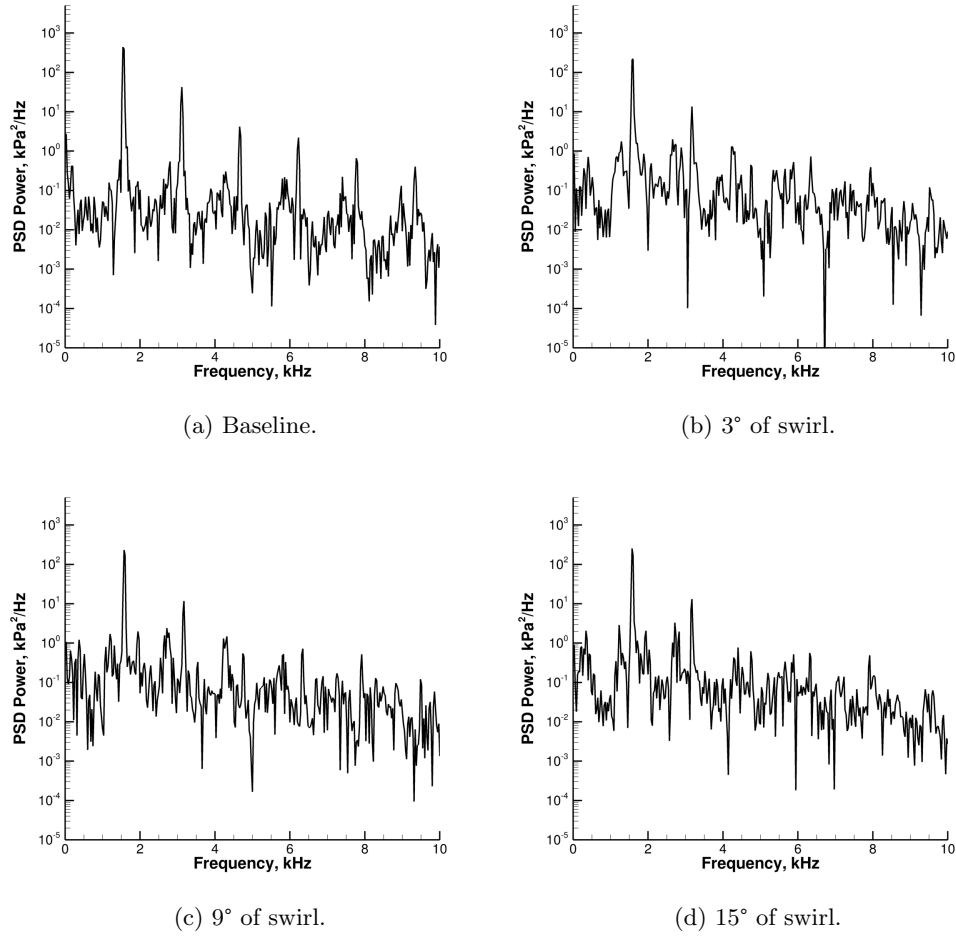 PSD Power, kPa²/Hz
10³
10²
10¹
10⁰
10⁻¹
10⁻²
10⁻³
10⁻⁴
10⁻⁵
0 2 4 6 8 10
Frequency, kHz
(a) Baseline.
PSD Power, kPa²/Hz
10³
10²
10¹
10⁰
10⁻¹
10⁻²
10⁻³
10⁻⁴
10⁻⁵
0 2 4 6 8 10
Frequency, kHz
(b) 3° of swirl.
PSD Power, kPa²/Hz
10³
10²
10¹
10⁰
10⁻¹
10⁻²
10⁻³
10⁻⁴
10⁻⁵
0 2 4 6 8 10
Frequency, kHz
(c) 9° of swirl.
PSD Power, kPa²/Hz
10³
10²
10¹
10⁰
10⁻¹
10⁻²
10⁻³
10⁻⁴
10⁻⁵
0 2 4 6 8 10
Frequency, kHz
(d) 15° of swirl.